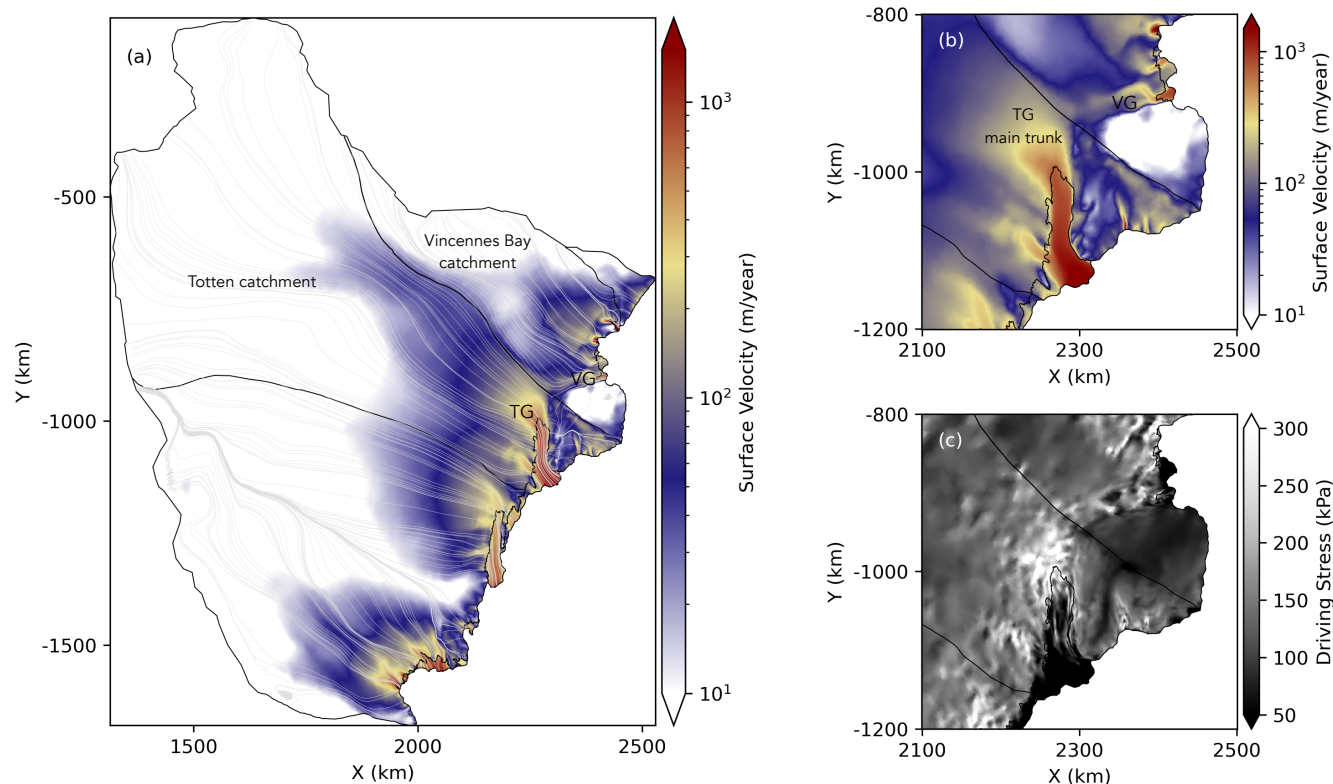 (a)
Totten catchment
Vincennes Bay
catchment
VG
TG
-500
-1000
-1500
Y (km)
1500
2000
2500
X (km)
10³
10²
10¹
Surface Velocity (m/year)
(b)
VG
TG
main trunk
-800
-1000
-1200
Y (km)
2100
2300
2500
X (km)
10³
10²
10¹
Surface Velocity (m/year)
(c)
-800
-1000
-1200
Y (km)
2100
2300
2500
X (km)
300
250
200
150
100
50
Driving Stress (kPa)